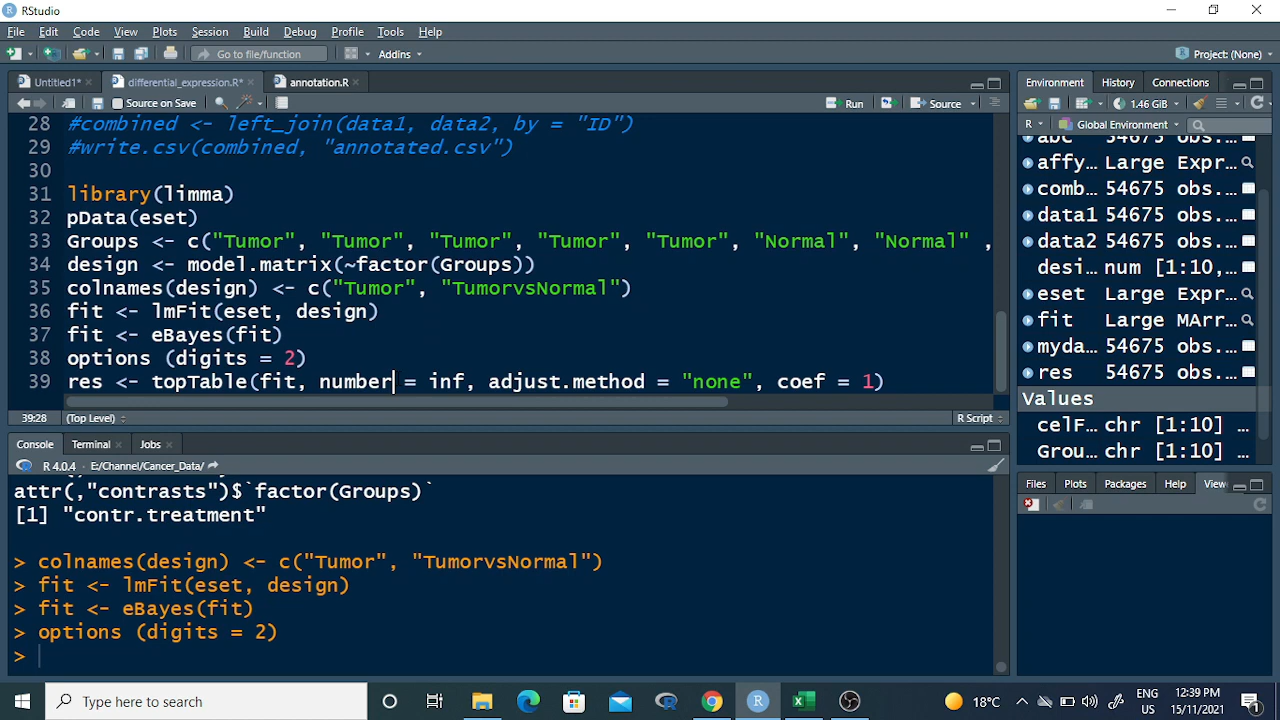 RStudio
File Edit Code View Plots Session Build Debug Profile Tools Help
Go to file/function Addins Project: (None)
Untitled1* differential_expression.R* annotation.R
Source on Save Run Source
28 #combined <- left_join(data1, data2, by = "ID")
29 #write.csv(combined, "annotated.csv")
30
31 library(limma)
32 pData(eset)
33 Groups <- c("Tumor", "Tumor", "Tumor", "Tumor", "Tumor", "Normal", "Normal" ,
34 design <- model.matrix(~factor(Groups))
35 colnames(design) <- c("Tumor", "TumorvsNormal")
36 fit <- lmFit(eset, design)
37 fit <- eBayes(fit)
38 options (digits = 2)
39 res <- topTable(fit, number = inf, adjust.method = "none", coef = 1)
39:28 (Top Level) R Script
Console Terminal Jobs
R 4.0.4 E:/Channel/Cancer_Data/
attr(,"contrasts")$`factor(Groups)`
[1] "contr.treatment"
> colnames(design) <- c("Tumor", "TumorvsNormal")
> fit <- lmFit(eset, design)
> fit <- eBayes(fit)
> options (digits = 2)
>
Environment History Connections
1.46 GiB
R Global Environment
abc
affy Large Expr…
comb… 54675 obs.
data1 54675 obs.
data2 54675 obs.
desi… num [1:10,…
eset Large Expr…
fit Large MArr…
myda… 54675 obs.
res 54675 obs.
Values
celF… chr [1:10] …
Grou… chr [1:10] …
Files Plots Packages Help View
Type here to search
18°C
ENG
US
12:39 PM
15/11/2021
1